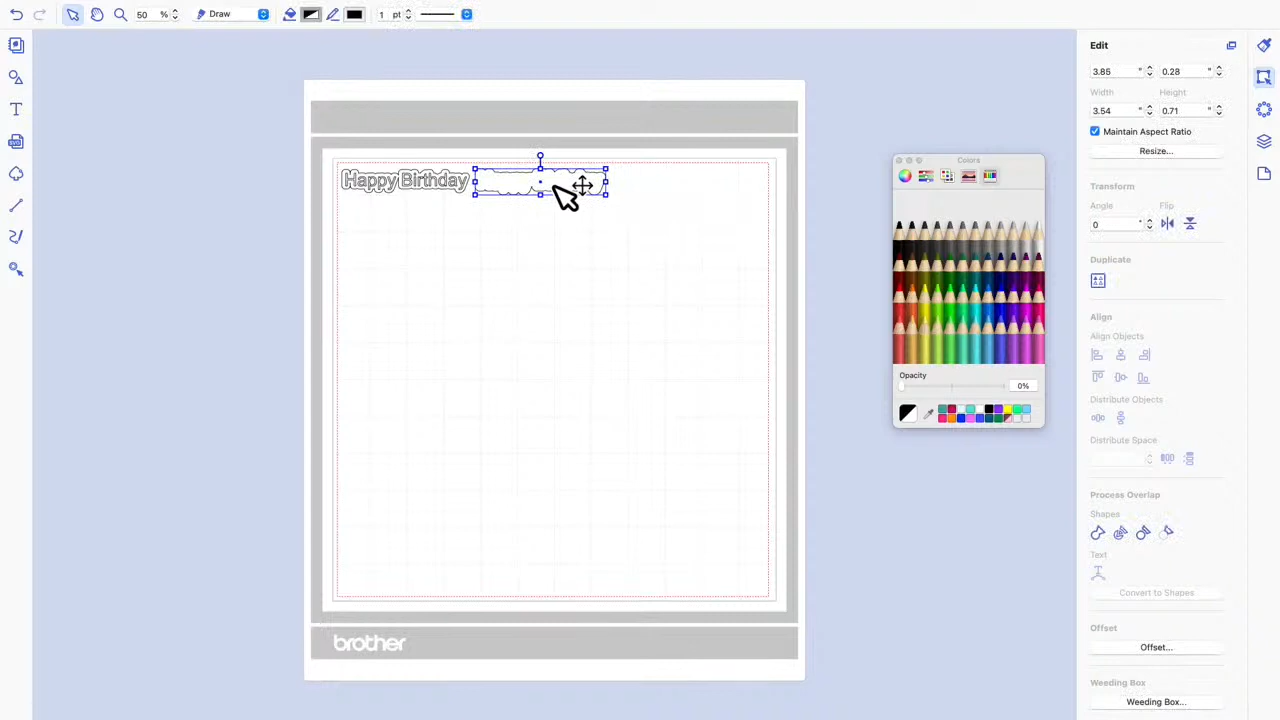 50 %
Draw
1 pt
Edit
3.85 " 0.28 "
Width Height
3.54 " 0.71 "
Maintain Aspect Ratio
Resize...
Transform
Angle Flip
0 °
Duplicate
Align
Align Objects
Distribute Objects
Distribute Space
Process Overlap
Shapes
Text
Convert to Shapes
Offset
Offset...
Weeding Box
Weeding Box...
Happy Birthday
brother
Colors
Opacity
0%